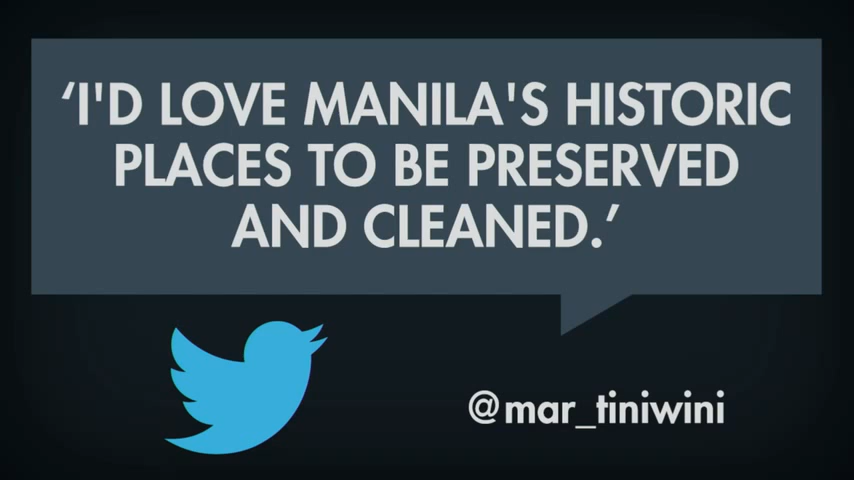 ‘I'D LOVE MANILA'S HISTORIC
PLACES TO BE PRESERVED
AND CLEANED.’
@mar_tiniwini